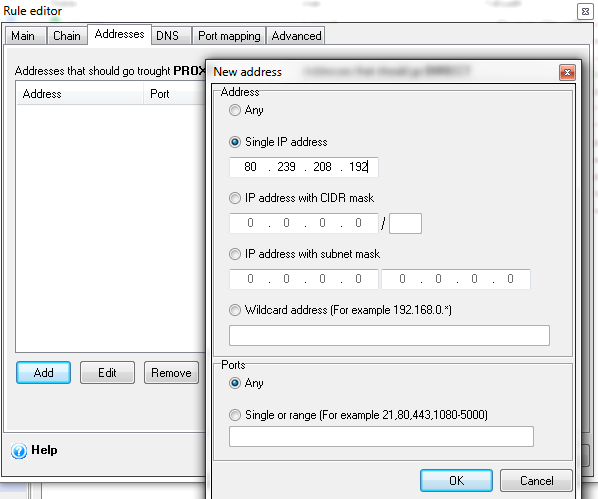 Rule editor
Main Chain Addresses DNS Port mapping Advanced
Addresses that should go trought PROX
Address Port
Add Edit Remove
Help
New address
Address
Any
Single IP address
80 . 239 . 208 . 192
IP address with CIDR mask
0 . 0 . 0 . 0 /
IP address with subnet mask
0 . 0 . 0 . 0 0 . 0 . 0 . 0
Wildcard address (For example 192.168.0.*)
Ports
Any
Single or range (For example 21,80,443,1080-5000)
OK Cancel